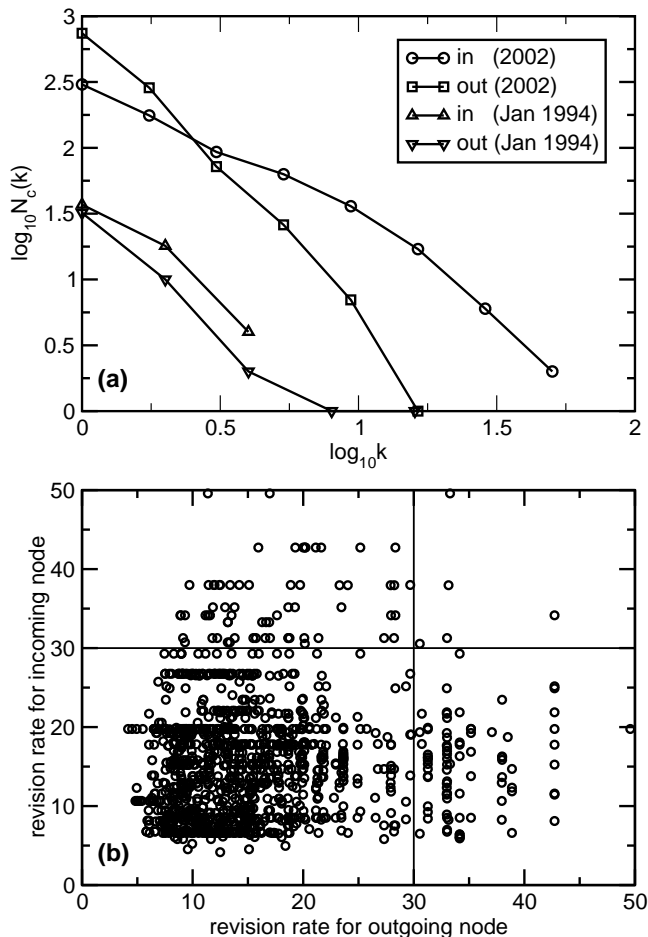 3
2.5
2
1.5
1
0.5
0
log10Nc(k)
in (2002)
out (2002)
in (Jan 1994)
out (Jan 1994)
(a)
0
0.5
1
1.5
2
log10k
50
40
30
20
10
0
revision rate for incoming node
(b)
0
10
20
30
40
50
revision rate for outgoing node